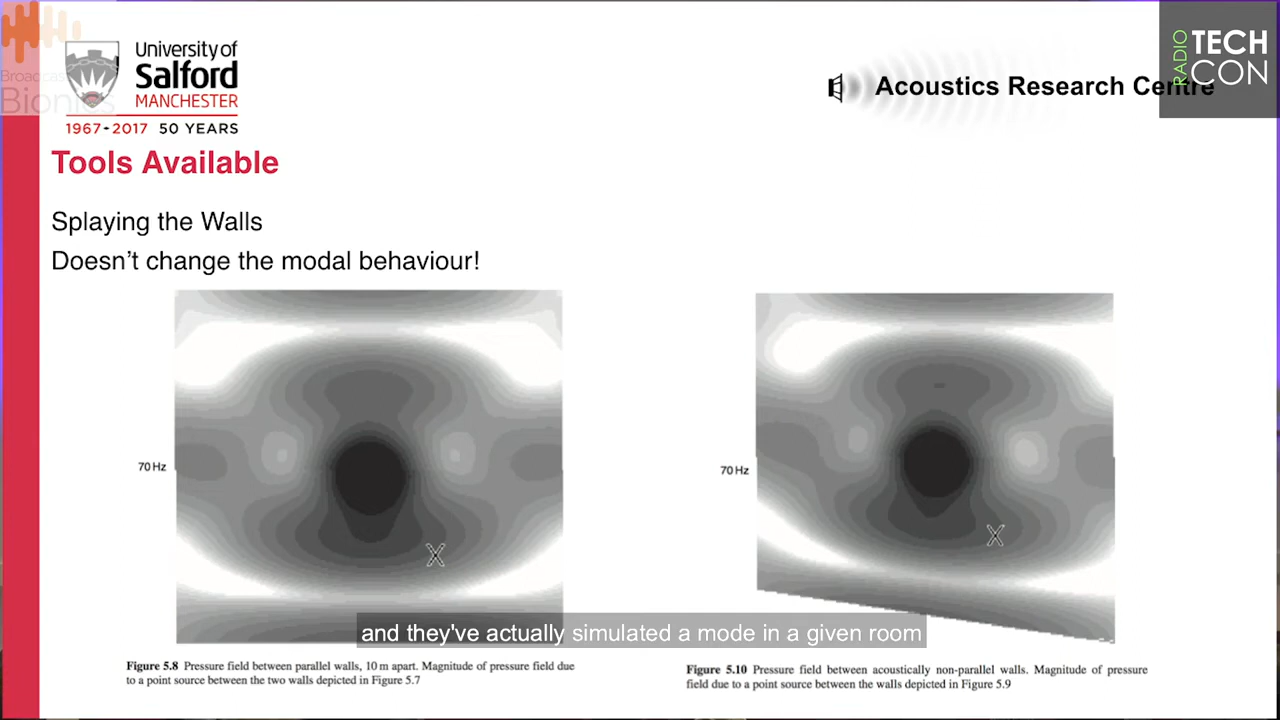 Broadcast
Bionics
University of
Salford
MANCHESTER
1967-2017 50 YEARS
Acoustics Research Centre
RADIO
TECH
CON
Tools Available
Splaying the Walls
Doesn't change the modal behaviour!
70 Hz
X
70 Hz
X
and they've actually simulated a mode in a given room
Figure 5.8 Pressure field between parallel walls, 10 m apart. Magnitude of pressure field due
to a point source between the two walls depicted in Figure 5.7
Figure 5.10 Pressure field between acoustically non-parallel walls. Magnitude of pressure
field due to a point source between the walls depicted in Figure 5.9